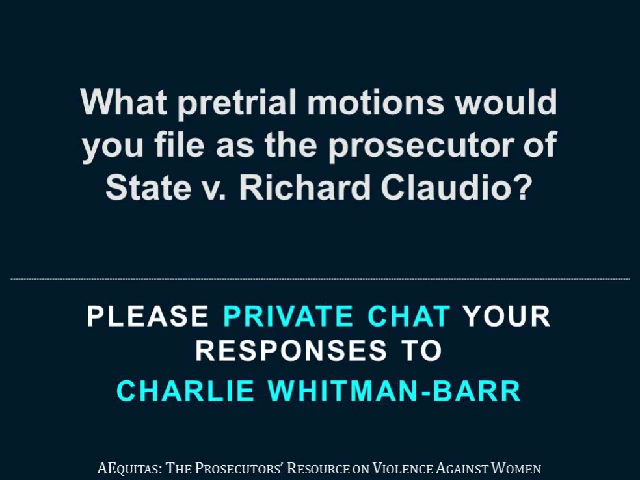 What pretrial motions would
you file as the prosecutor of
State v. Richard Claudio?
PLEASE PRIVATE CHAT YOUR
RESPONSES TO
CHARLIE WHITMAN-BARR
AEQUITAS: THE PROSECUTORS' RESOURCE ON VIOLENCE AGAINST WOMEN